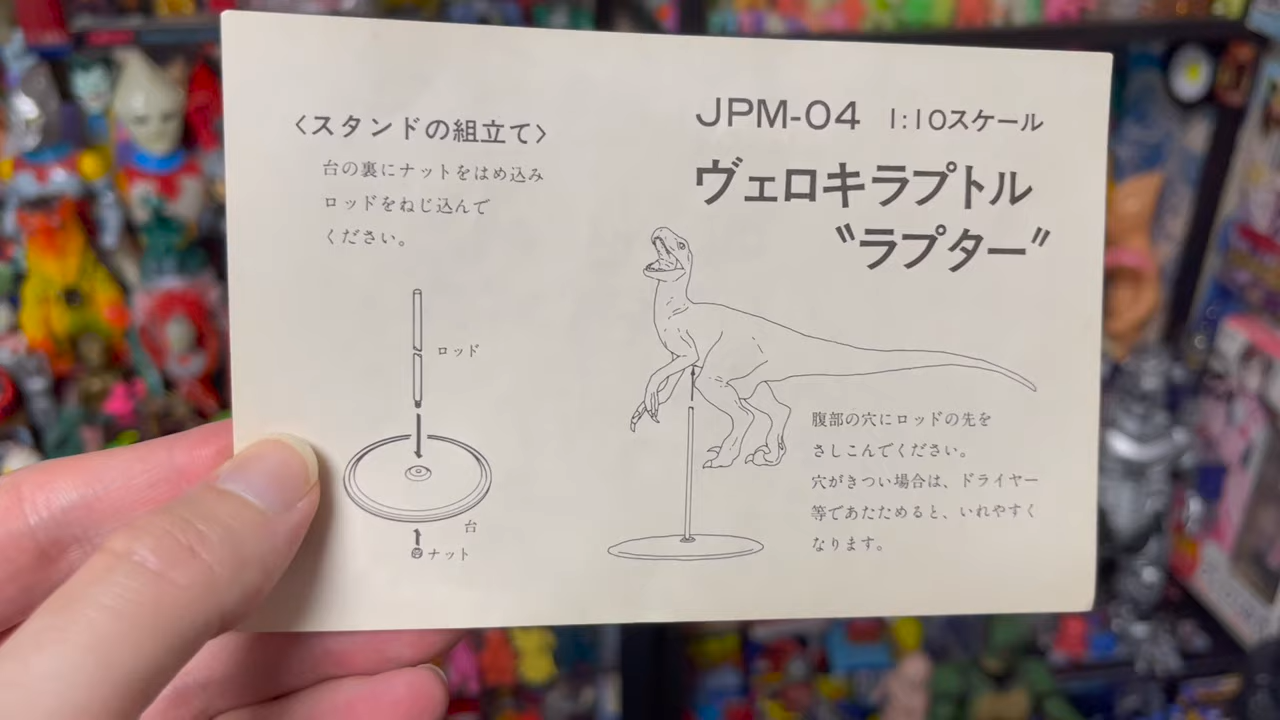 〈スタンドの組立て〉
台の裏にナットをはめ込み
ロッドをねじ込んで
ください。
ロッド
台
ナット
JPM-04 1:10スケール
ヴェロキラプトル
〝ラプター〟
腹部の穴にロッドの先を
さしこんでください。
穴がきつい場合は、ドライヤー
等であたためると、いれやすく
なります。